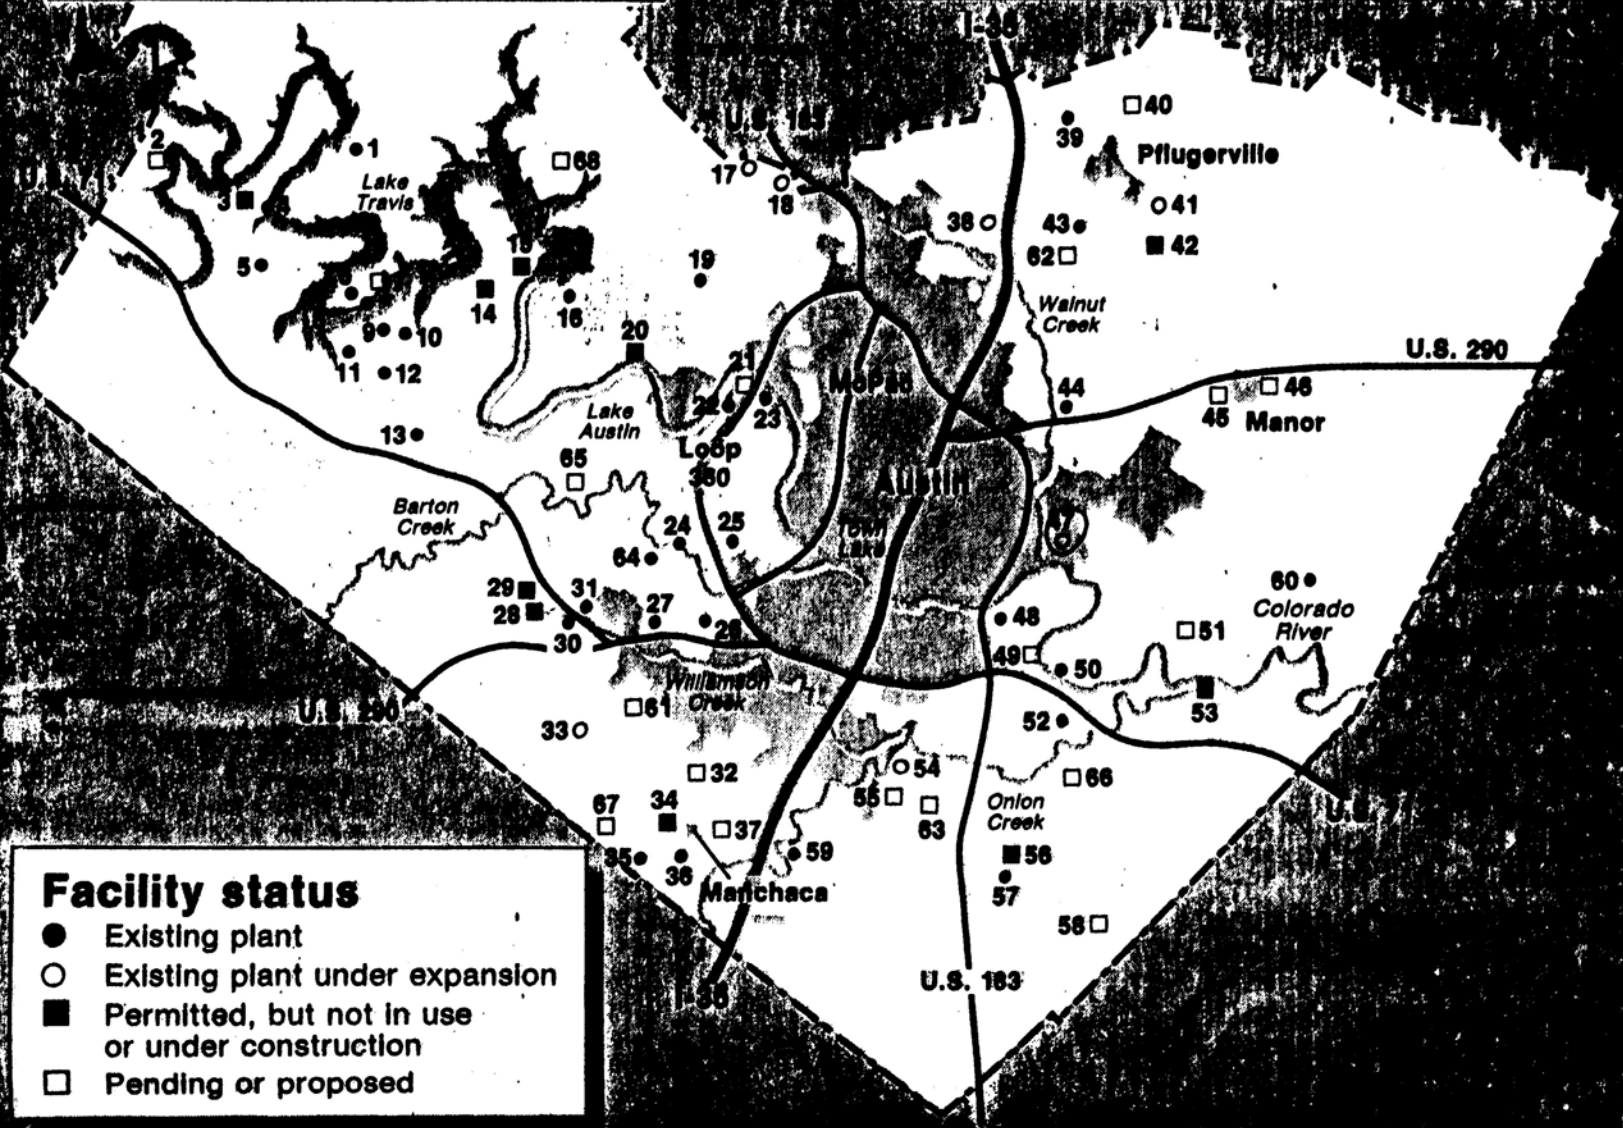 I-35
U.S. 183
40
39
Pflugerville
2
1
17
68
18
Lake
Travis
3
4
41
38
43
42
62
5
19
15
14
16
Walnut
Creek
20
9
10
11
12
21
U.S. 290
MoPac
46
44
45
Manor
22
23
Lake
Austin
13
Loop
360
65
Austin
Barton
Creek
24
25
47
Town
Lake
64
60
29
31
28
27
Colorado
River
26
48
51
30
49
50
Williamson
Creek
53
U.S. 290
61
33
52
32
54
66
55
63
Onion
Creek
67
34
37
35
36
59
56
57
Manchaca
58
U.S. 71
I-35
U.S. 183
Facility status
Existing plant
Existing plant under expansion
Permitted, but not in use
or under construction
Pending or proposed